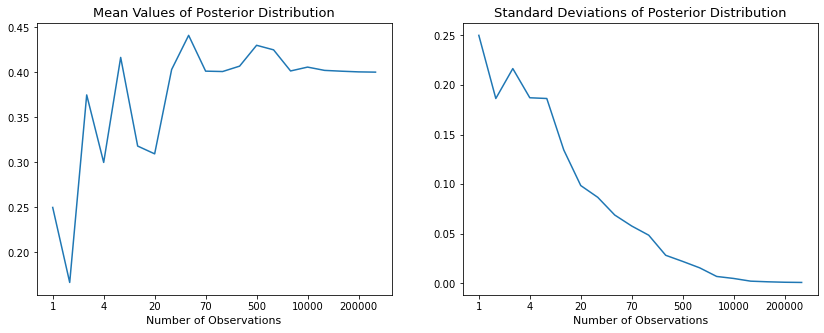 Mean Values of Posterior Distribution
0.45
0.40
0.35
0.30
0.25
0.20
1 4 20 70 500 10000 200000
Number of Observations
Standard Deviations of Posterior Distribution
0.25
0.20
0.15
0.10
0.05
0.00
1 4 20 70 500 10000 200000
Number of Observations